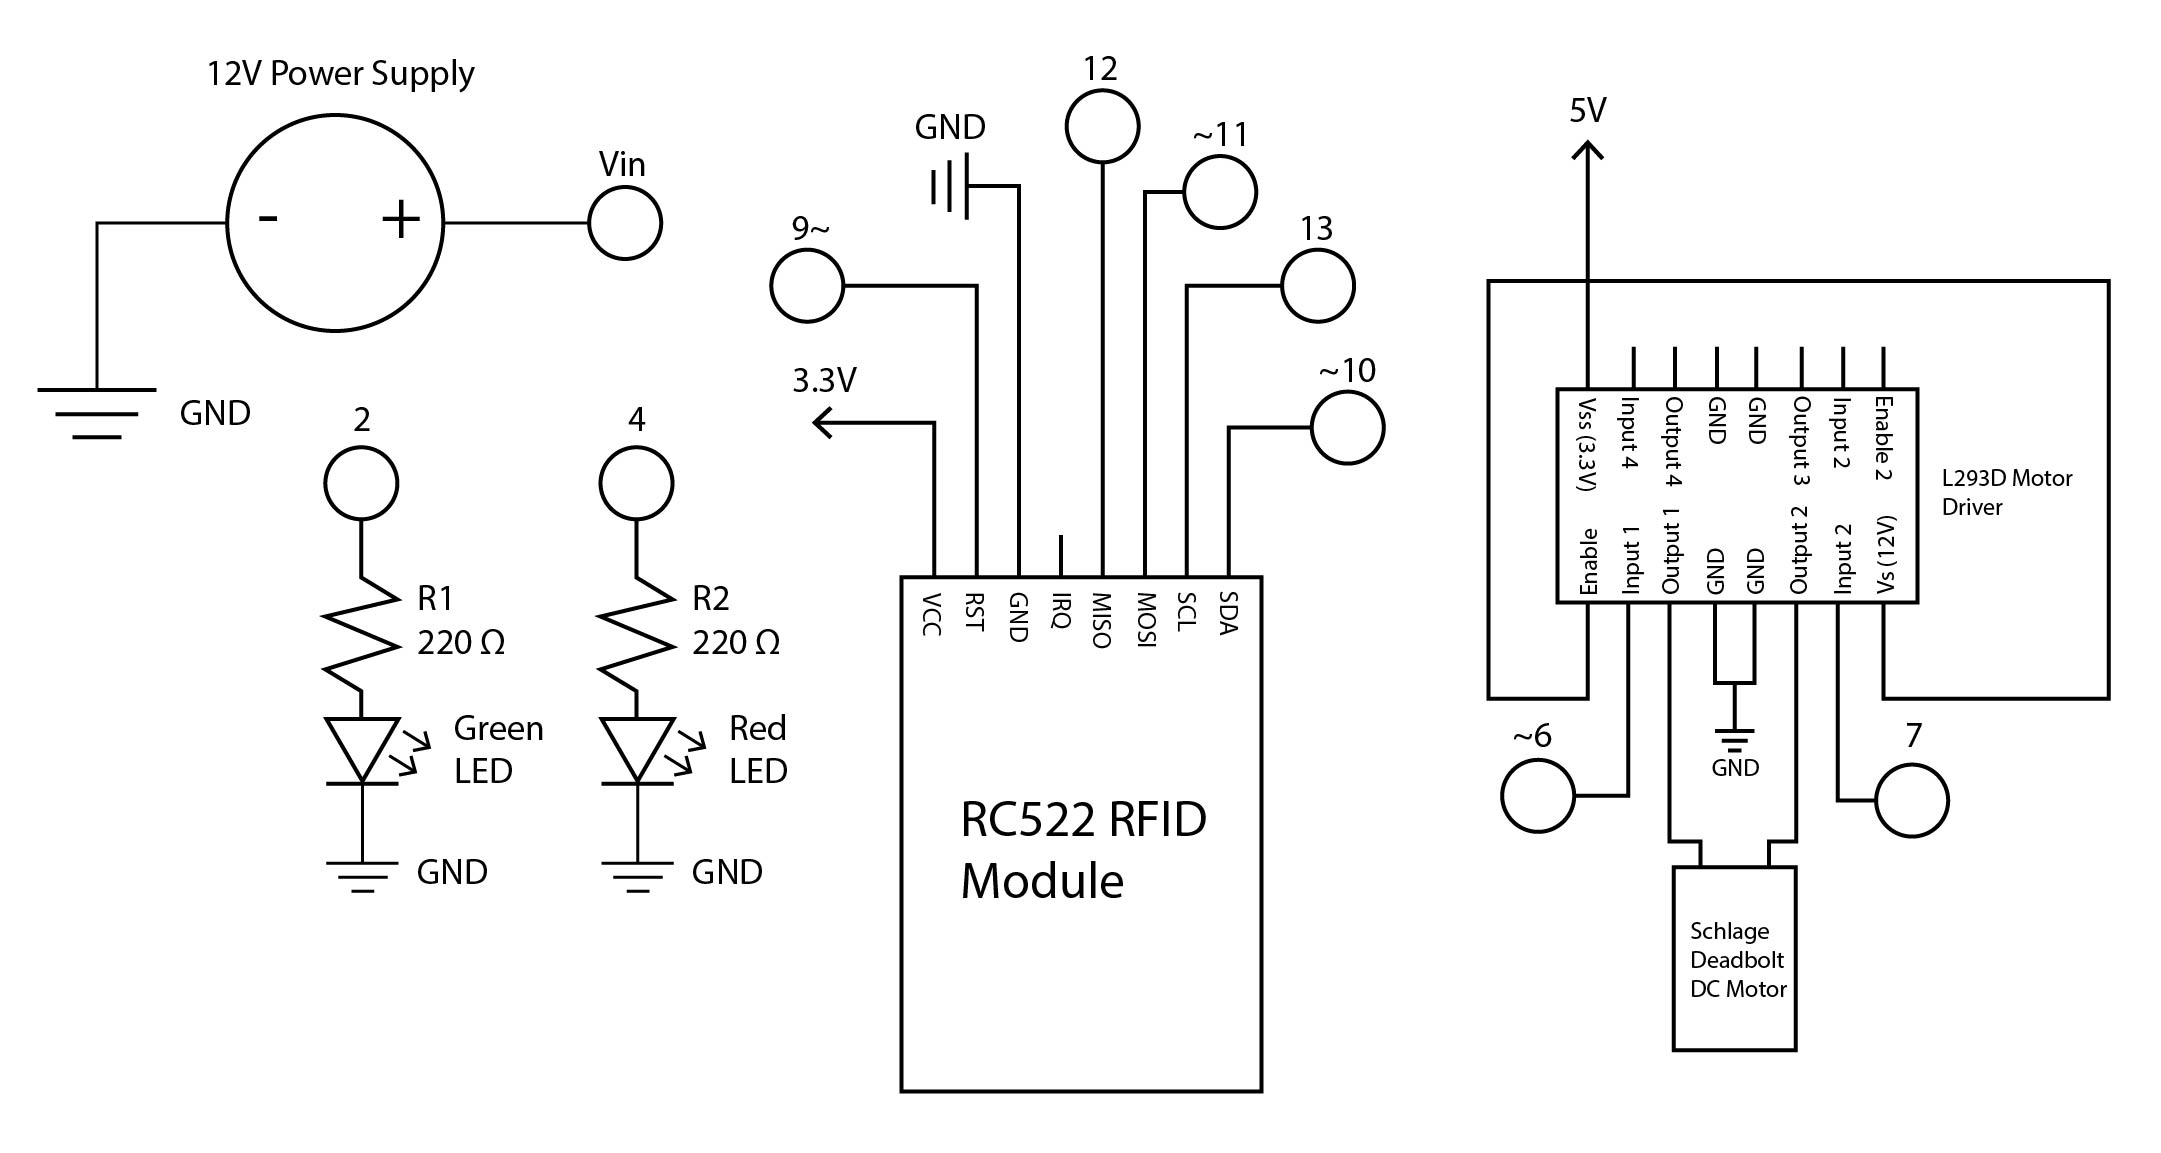 12V Power Supply
-
+
Vin
GND
2
R1
220 Ω
Green
LED
GND
4
R2
220 Ω
Red
LED
GND
GND
12
~11
9~
13
3.3V
~10
VCC
RST
GND
IRQ
MISO
MOSI
SCL
SDA
RC522 RFID
Module
5V
Vss (3.3V)
Input 4
Output 4
GND
GND
Output 3
Input 2
Enable 2
Enable
Input 1
Output 1
GND
GND
Output 2
Input 2
Vs (12V)
L293D Motor
Driver
~6
GND
7
Schlage
Deadbolt
DC Motor